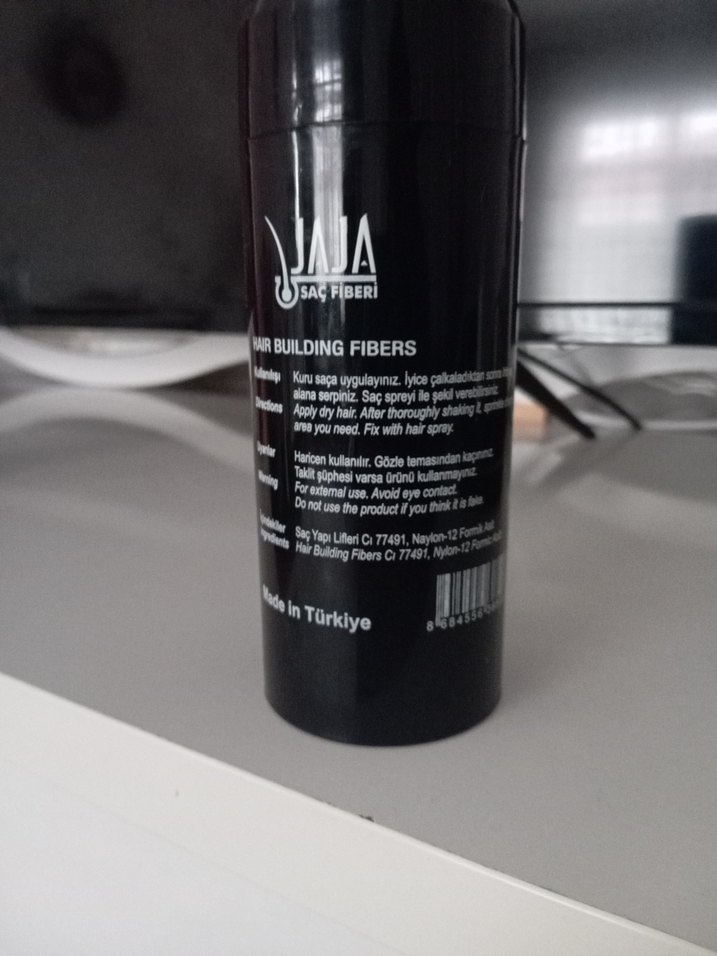 JAJA
SAÇ FİBERİ
HAIR BUILDING FIBERS
Kullanılışı Kuru saça uygulayınız. İyice çalkaladıktan sonra
alana serpiniz. Saç spreyi ile şekil verebilirsiniz.
Directions Apply dry hair. After thoroughly shaking it, sprinkle
area you need. Fix with hair spray.
Uyarılar Haricen kullanılır. Gözle temasından kaçınınız.
Taklit şüphesi varsa ürünü kullanmayınız.
Warning For external use. Avoid eye contact.
Do not use the product if you think it is fake.
İçindekiler Saç Yapı Lifleri Cı 77491, Naylon-12 Formik Asit
Ingredients Hair Building Fibers Cı 77491, Nylon-12 Formic
Made in Türkiye
8 684556